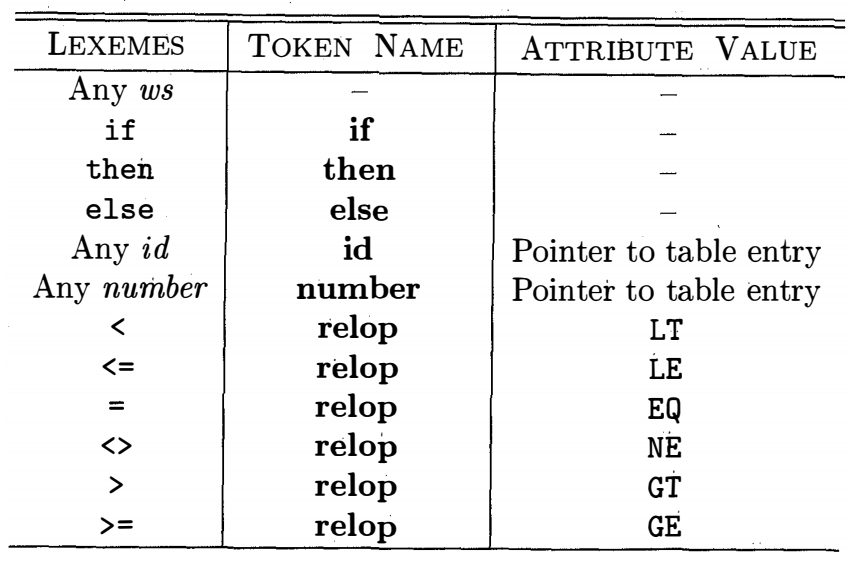 LEXEMES TOKEN NAME ATTRIBUTE VALUE
Any ws – –
if if –
then then –
else else –
Any id id Pointer to table entry
Any number number Pointer to table entry
< relop LT
<= relop LE
= relop EQ
<> relop NE
> relop GT
>= relop GE